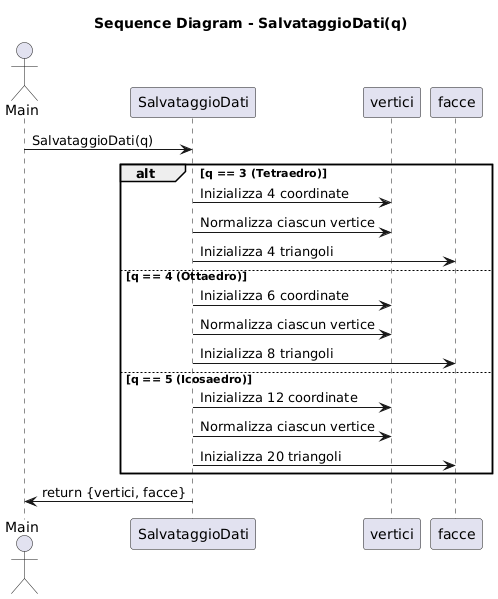 Sequence Diagram - SalvataggioDati(q)
Main
SalvataggioDati
vertici
facce
SalvataggioDati(q)
alt
[q == 3 (Tetraedro)]
Inizializza 4 coordinate
Normalizza ciascun vertice
Inizializza 4 triangoli
[q == 4 (Ottaedro)]
Inizializza 6 coordinate
Normalizza ciascun vertice
Inizializza 8 triangoli
[q == 5 (Icosaedro)]
Inizializza 12 coordinate
Normalizza ciascun vertice
Inizializza 20 triangoli
return {vertici, facce}
Main
SalvataggioDati
vertici
facce